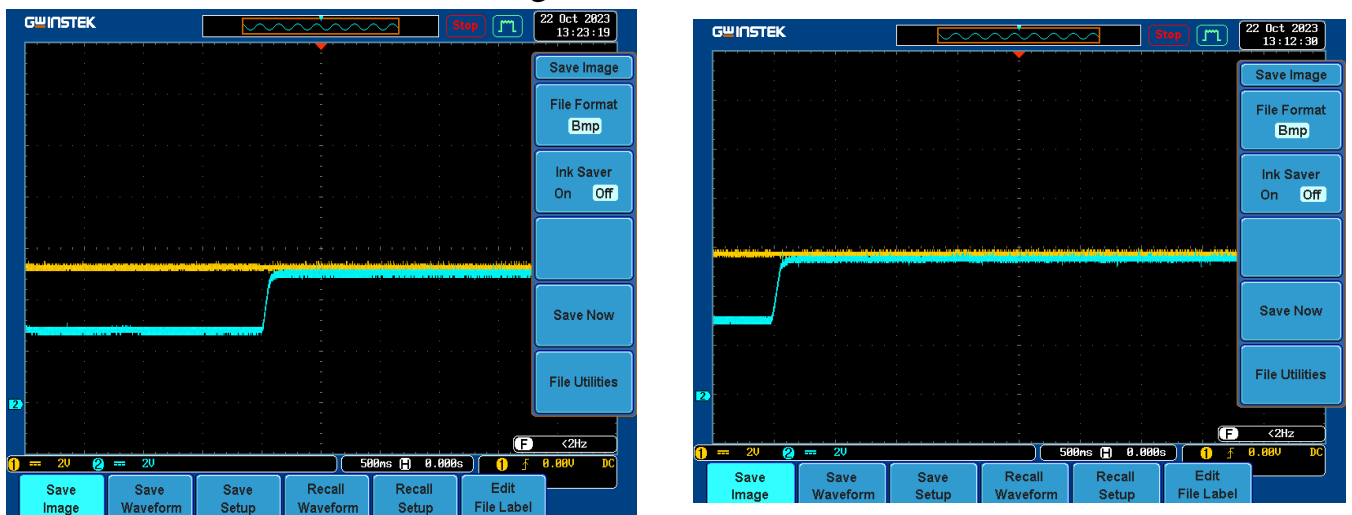 GWINSTEK
Stop
22 Oct 2023
13:23:19
Save Image
File Format
Bmp
Ink Saver
On Off
Save Now
File Utilities
2
F <2Hz
1 2V 2 2V 500ms H 0.000s 1 0.00V DC
Save Image
Save Waveform
Save Setup
Recall Waveform
Recall Setup
Edit File Label
GWINSTEK
Stop
22 Oct 2023
13:12:30
Save Image
File Format
Bmp
Ink Saver
On Off
Save Now
File Utilities
2
F <2Hz
1 2V 2 2V 500ms H 0.000s 1 0.00V DC
Save Image
Save Waveform
Save Setup
Recall Waveform
Recall Setup
Edit File Label